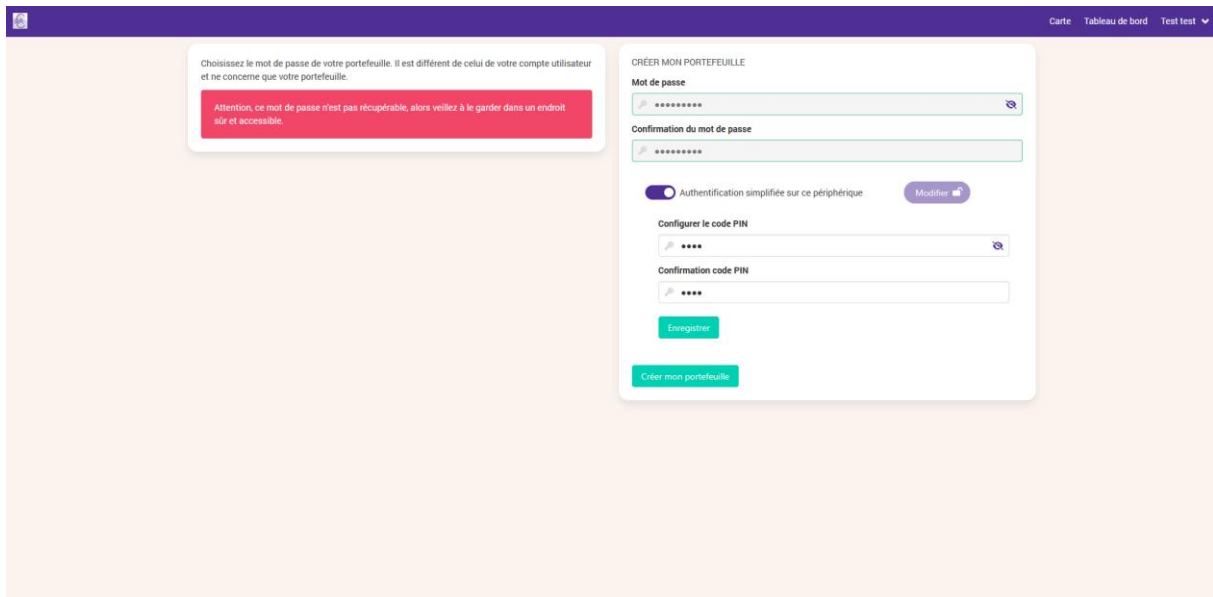 Carte Tableau de bord Test test
Choisissez le mot de passe de votre portefeuille. Il est différent de celui de votre compte utilisateur
et ne concerne que votre portefeuille.
Attention, ce mot de passe n'est pas récupérable, alors veillez à le garder dans un endroit
sûr et accessible.
CRÉER MON PORTEFEUILLE
Mot de passe
•••••••••
Confirmation du mot de passe
•••••••••
Authentification simplifiée sur ce périphérique Modifier
Configurer le code PIN
••••
Confirmation code PIN
••••
Enregistrer
Créer mon portefeuille